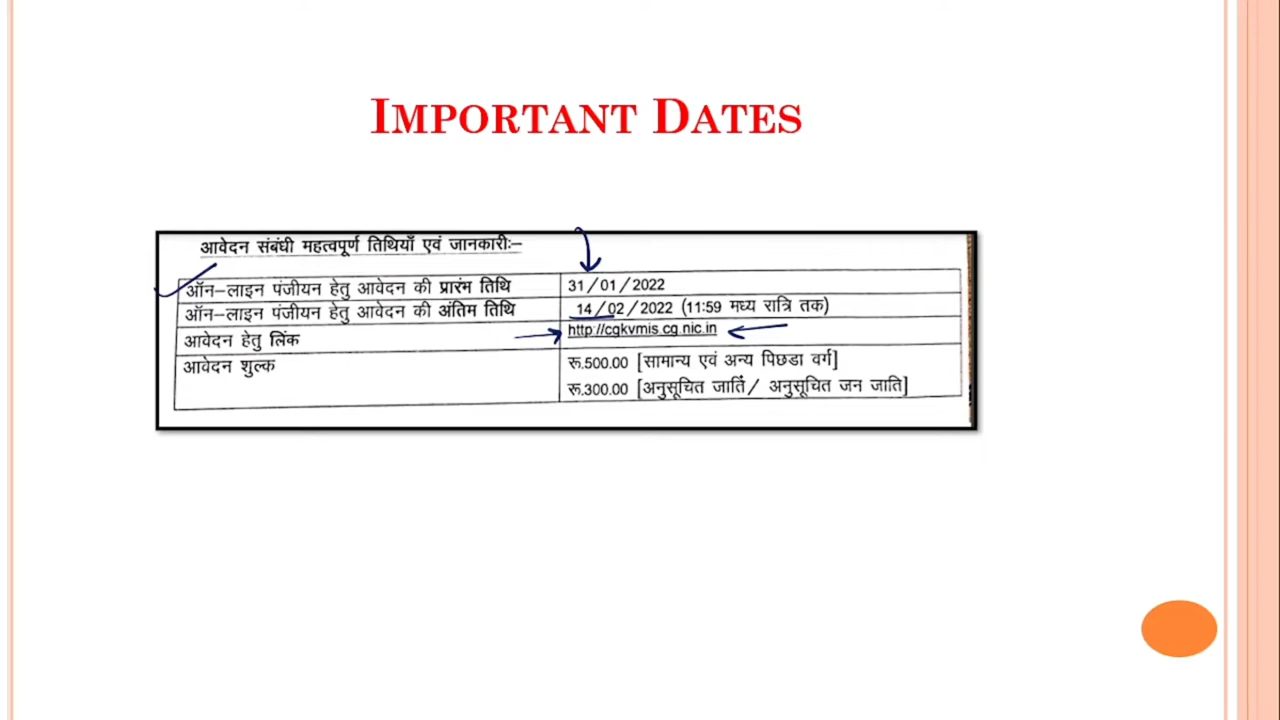 IMPORTANT DATES
आवेदन संबंधी महत्वपूर्ण तिथियाँ एवं जानकारीः–
ऑन–लाइन पंजीयन हेतु आवेदन की प्रारंभ तिथि 31/01/2022
ऑन–लाइन पंजीयन हेतु आवेदन की अंतिम तिथि 14/02/2022 (11:59 मध्य रात्रि तक)
आवेदन हेतु लिंक http://cgkvmis.cg.nic.in
आवेदन शुल्क रू.500.00 [सामान्य एवं अन्य पिछडा वर्ग]
रू.300.00 [अनुसूचित जाति/ अनुसूचित जन जाति]